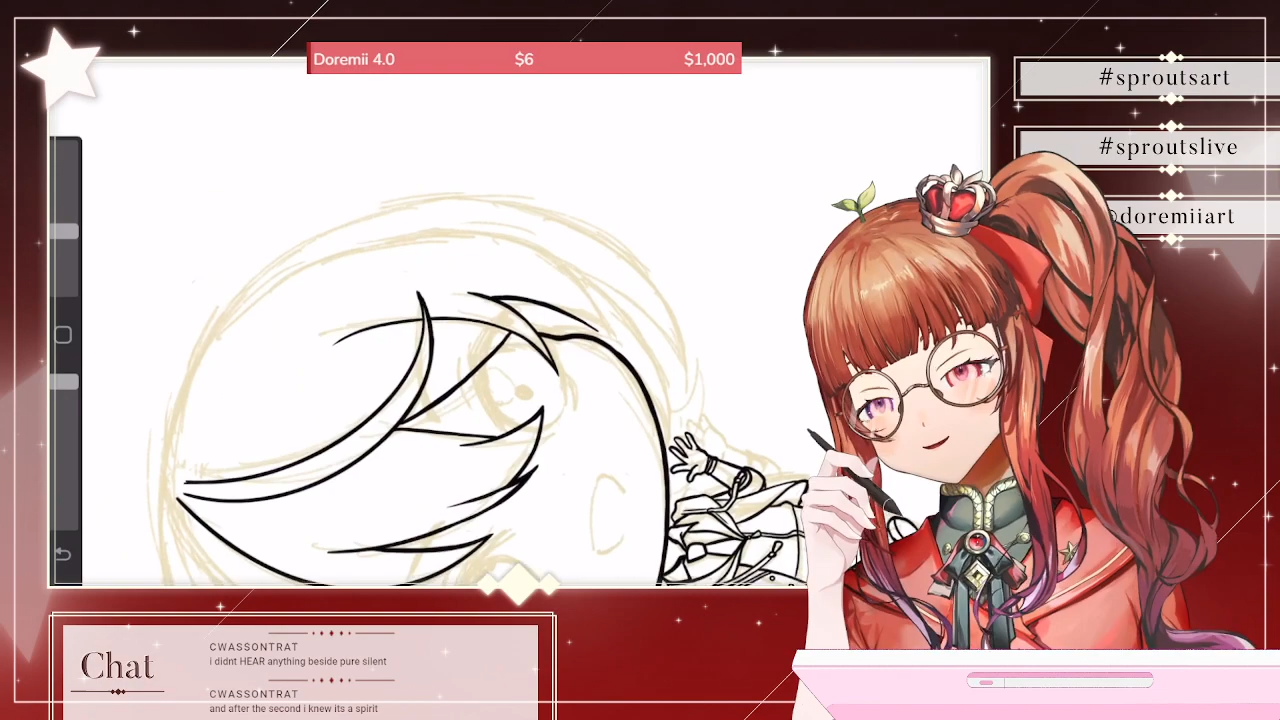 Doremii 4.0 $6 $1,000
#sproutsart
#sproutslive
@doremiiart
Chat
CWASSONTRAT
i didnt HEAR anything beside pure silent
CWASSONTRAT
and after the second i knew its a spirit